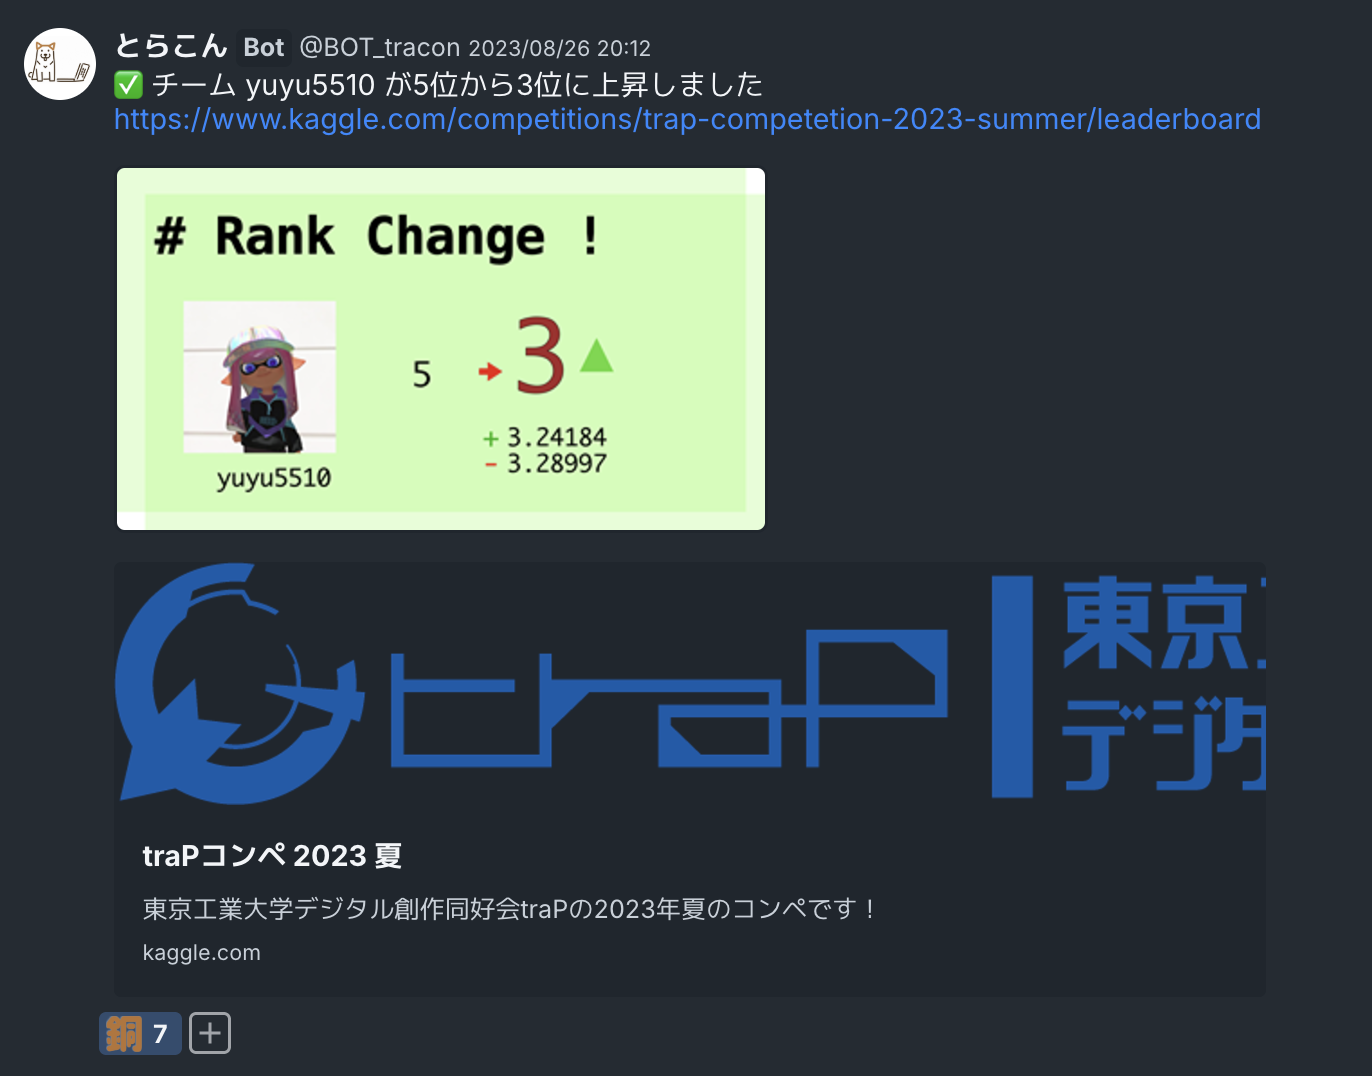 とらこん Bot @BOT_tracon 2023/08/26 20:12
✅ チーム yuyu5510 が5位から3位に上昇しました
https://www.kaggle.com/competitions/trap-competetion-2023-summer/leaderboard
# Rank Change !
5 → 3
+ 3.24184
- 3.28997
yuyu5510
traP 東京工
デジタ
traPコンペ 2023 夏
東京工業大学デジタル創作同好会traPの2023年夏のコンペです！
kaggle.com
銅 7 +